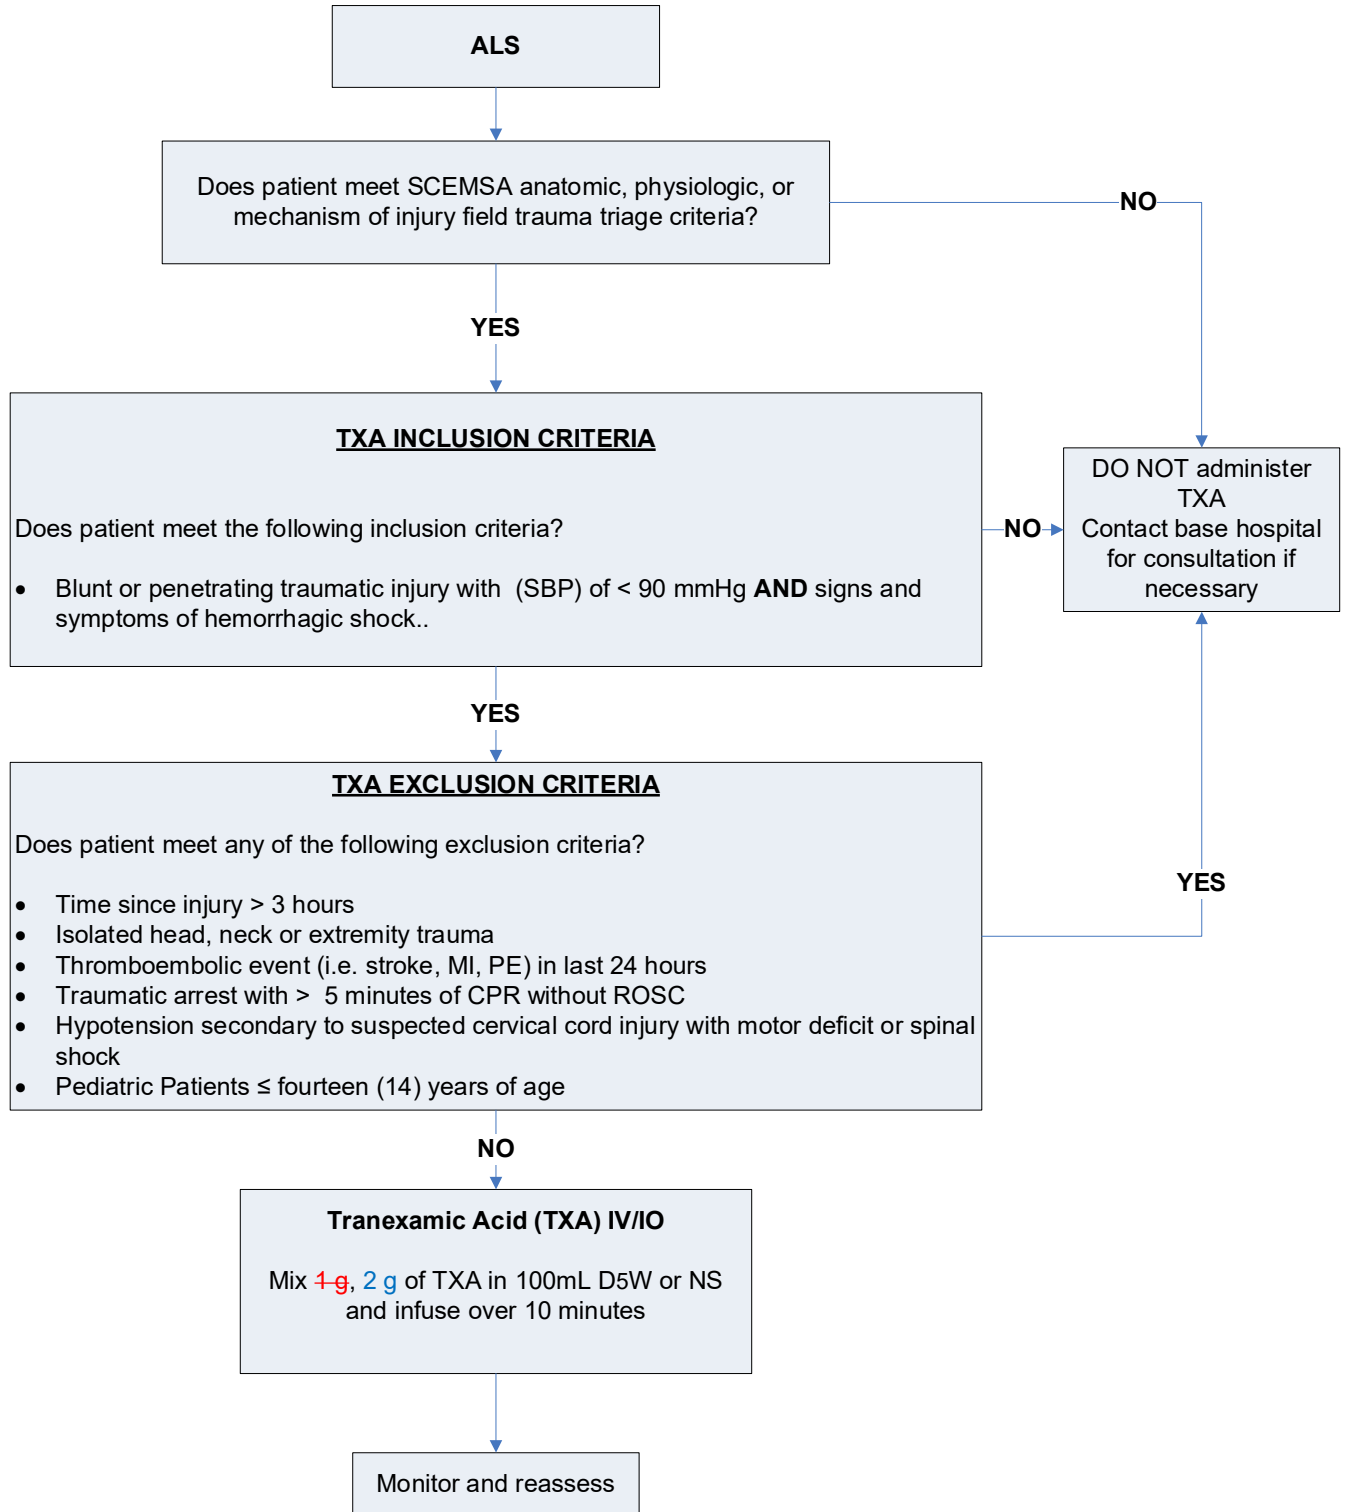 ALS
Does patient meet SCEMSA anatomic, physiologic, or
mechanism of injury field trauma triage criteria?
NO
YES
TXA INCLUSION CRITERIA
Does patient meet the following inclusion criteria?
• Blunt or penetrating traumatic injury with (SBP) of < 90 mmHg AND signs and
symptoms of hemorrhagic shock..
NO
DO NOT administer
TXA
Contact base hospital
for consultation if
necessary
YES
TXA EXCLUSION CRITERIA
Does patient meet any of the following exclusion criteria?
• Time since injury > 3 hours
• Isolated head, neck or extremity trauma
• Thromboembolic event (i.e. stroke, MI, PE) in last 24 hours
• Traumatic arrest with > 5 minutes of CPR without ROSC
• Hypotension secondary to suspected cervical cord injury with motor deficit or spinal
shock
• Pediatric Patients ≤ fourteen (14) years of age
YES
NO
Tranexamic Acid (TXA) IV/IO
Mix 1 g, 2 g of TXA in 100mL D5W or NS
and infuse over 10 minutes
Monitor and reassess